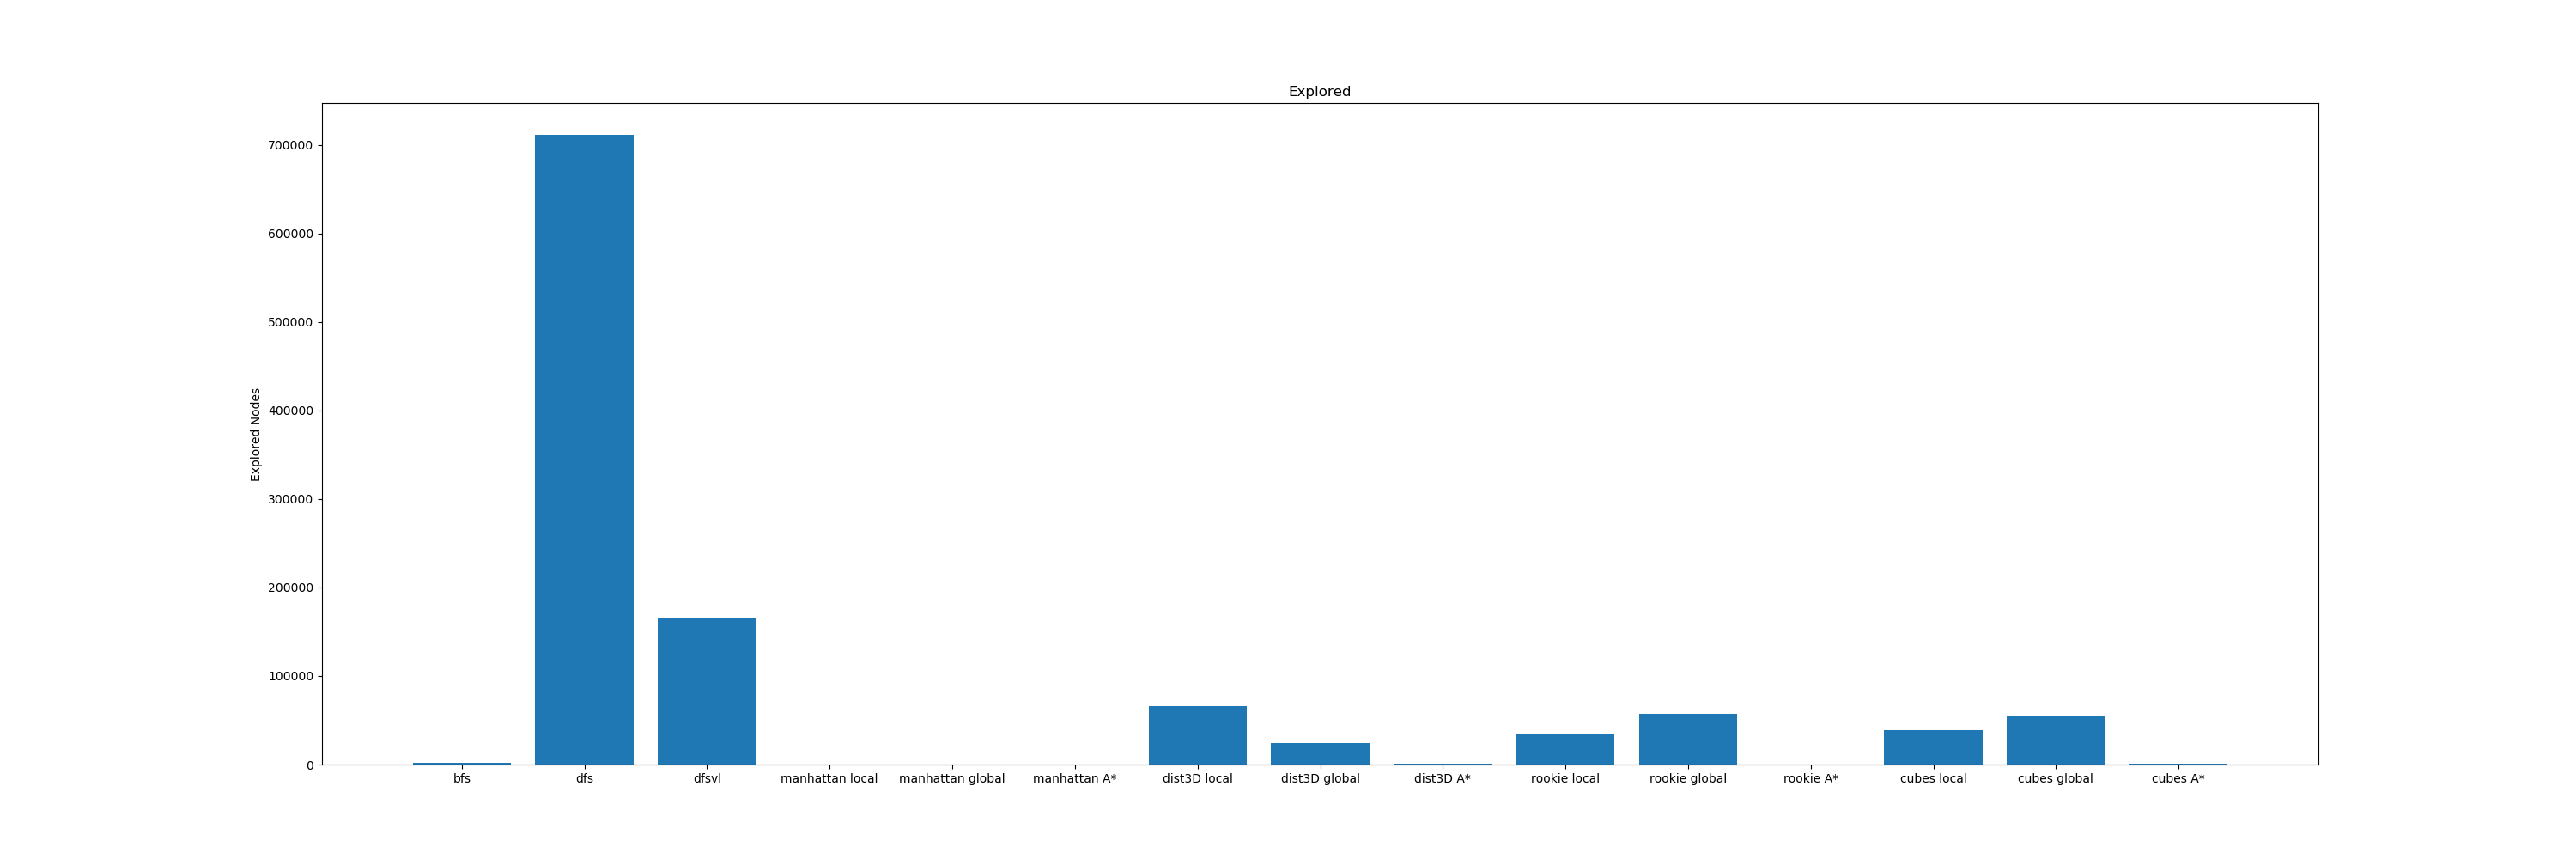 Explored
Explored Nodes
700000
600000
500000
400000
300000
200000
100000
0
bfs dfs dfsvl manhattan local manhattan global manhattan A* dist3D local dist3D global dist3D A* rookie local rookie global rookie A* cubes local cubes global cubes A*